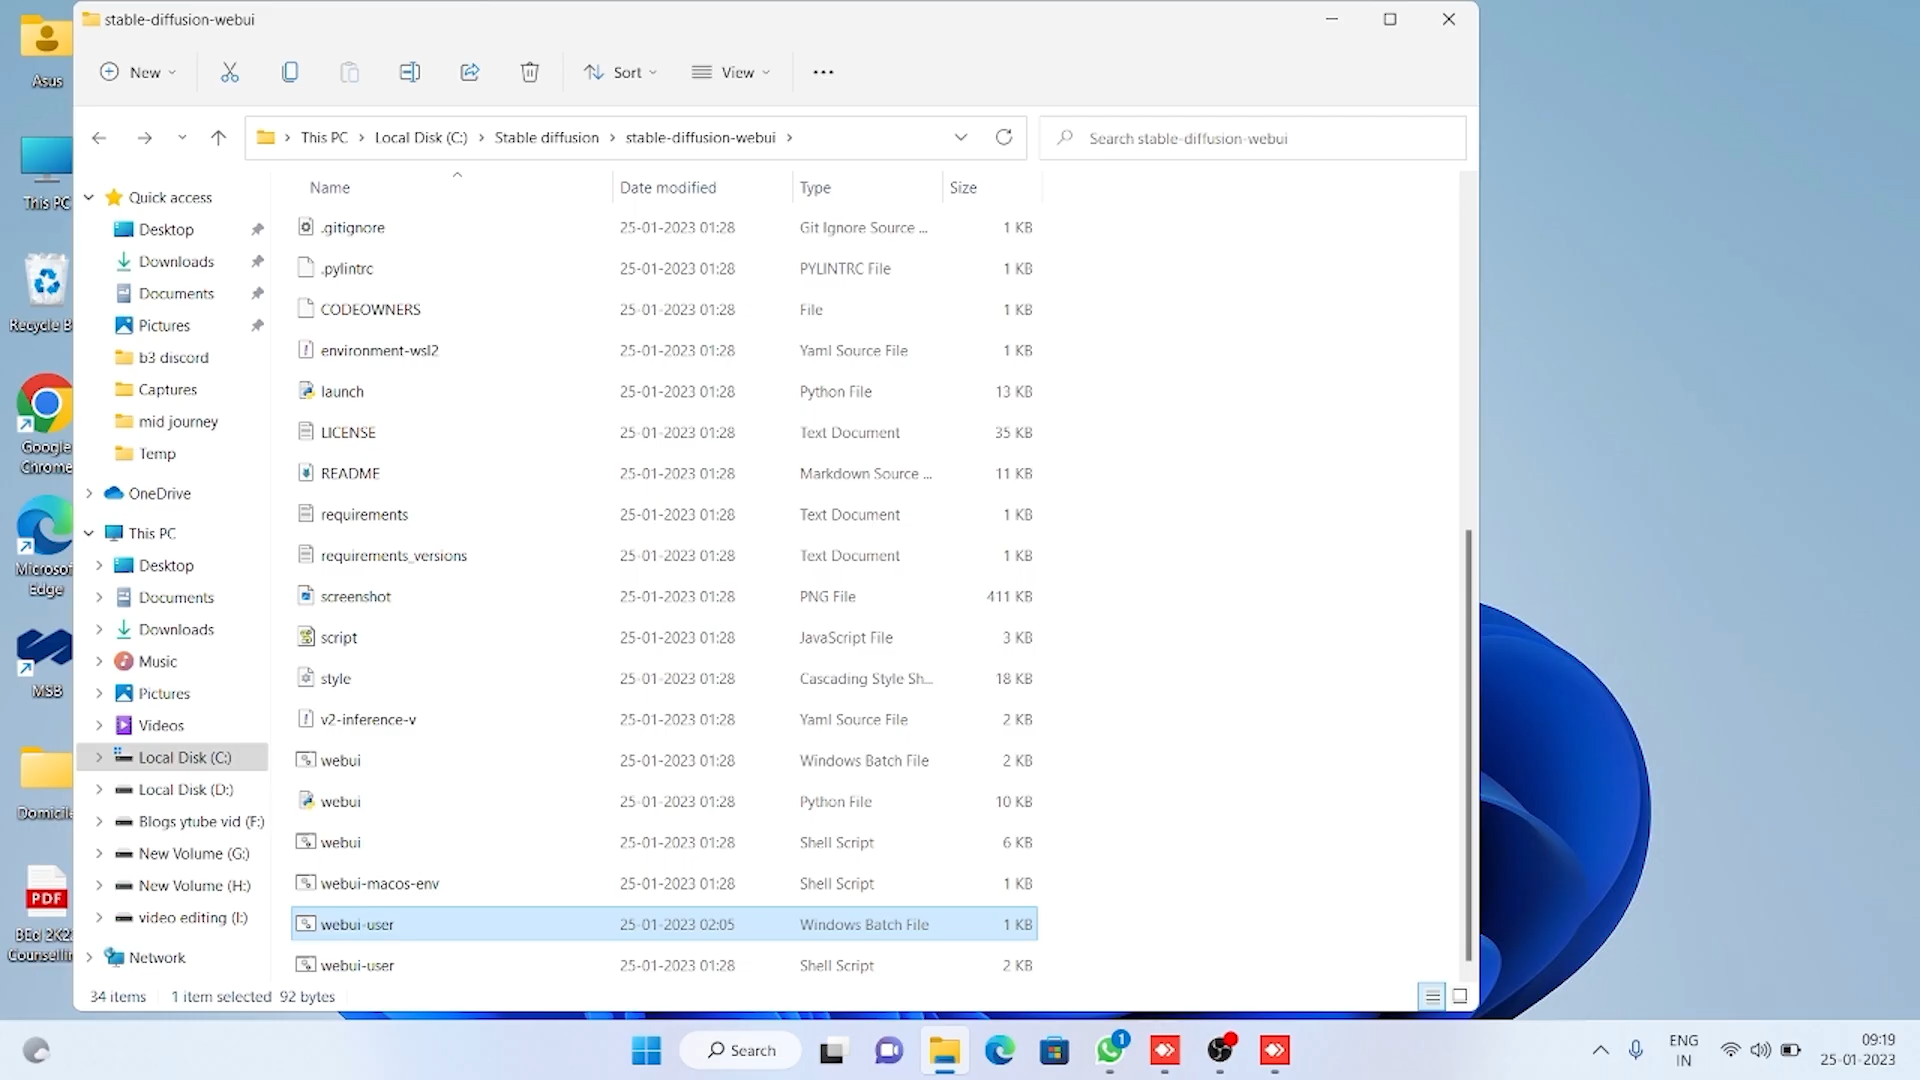 stable-diffusion-webui
New
Sort
View
This PC
Local Disk (C:)
Stable diffusion
stable-diffusion-webui
Search stable-diffusion-webui
Asus
This PC
Recycle B
Google
Chrome
Microsof
Edge
MSB
Domicile
PDF
BEd 2K2
Counsellin
Quick access
Desktop
Downloads
Documents
Pictures
b3 discord
Captures
mid journey
Temp
OneDrive
This PC
Desktop
Documents
Downloads
Music
Pictures
Videos
Local Disk (C:)
Local Disk (D:)
Blogs ytube vid (F:)
New Volume (G:)
New Volume (H:)
video editing (I:)
Network
Name Date modified Type Size
.gitignore 25-01-2023 01:28 Git Ignore Source ... 1 KB
.pylintrc 25-01-2023 01:28 PYLINTRC File 1 KB
CODEOWNERS 25-01-2023 01:28 File 1 KB
environment-wsl2 25-01-2023 01:28 Yaml Source File 1 KB
launch 25-01-2023 01:28 Python File 13 KB
LICENSE 25-01-2023 01:28 Text Document 35 KB
README 25-01-2023 01:28 Markdown Source ... 11 KB
requirements 25-01-2023 01:28 Text Document 1 KB
requirements_versions 25-01-2023 01:28 Text Document 1 KB
screenshot 25-01-2023 01:28 PNG File 411 KB
script 25-01-2023 01:28 JavaScript File 3 KB
style 25-01-2023 01:28 Cascading Style Sh... 18 KB
v2-inference-v 25-01-2023 01:28 Yaml Source File 2 KB
webui 25-01-2023 01:28 Windows Batch File 2 KB
webui 25-01-2023 01:28 Python File 10 KB
webui 25-01-2023 01:28 Shell Script 6 KB
webui-macos-env 25-01-2023 01:28 Shell Script 1 KB
webui-user 25-01-2023 02:05 Windows Batch File 1 KB
webui-user 25-01-2023 01:28 Shell Script 2 KB
34 items 1 item selected 92 bytes
Search
1
ENG
IN
09:19
25-01-2023